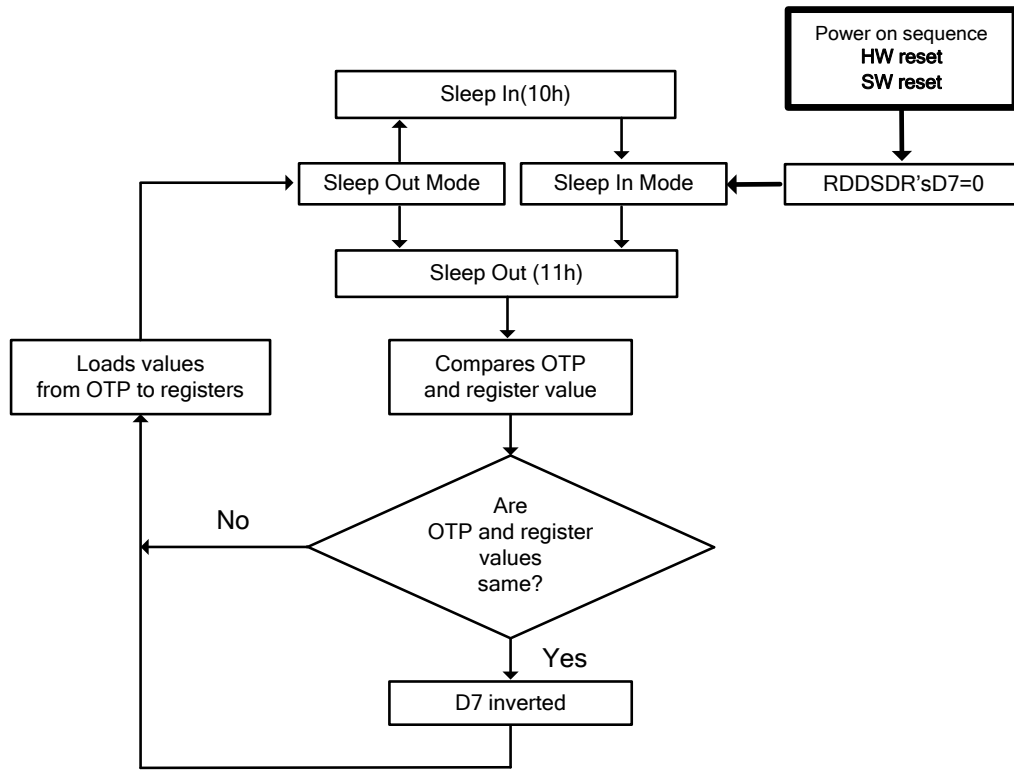 Power on sequence
HW reset
SW reset
Sleep In(10h)
Sleep Out Mode
Sleep In Mode
RDDSDR'sD7=0
Sleep Out (11h)
Loads values
from OTP to registers
Compares OTP
and register value
Are
OTP and register
values
same?
No
Yes
D7 inverted